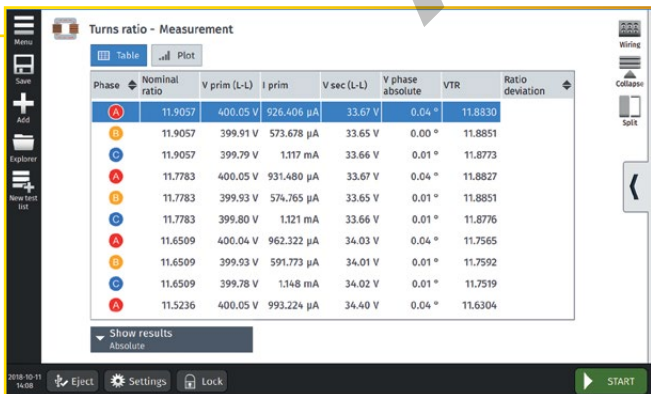 Menu
Save
Add
Explorer
New test list
Turns ratio - Measurement
Table Plot
Phase Nominal ratio V prim (L-L) I prim V sec (L-L) V phase absolute VTR Ratio deviation
A 11.9057 400.05 V 926.406 µA 33.67 V 0.04 ° 11.8830
B 11.9057 399.91 V 573.678 µA 33.65 V 0.00 ° 11.8851
C 11.9057 399.79 V 1.117 mA 33.66 V 0.01 ° 11.8773
A 11.7783 400.05 V 931.480 µA 33.67 V 0.04 ° 11.8827
B 11.7783 399.93 V 574.765 µA 33.65 V 0.01 ° 11.8851
C 11.7783 399.80 V 1.121 mA 33.66 V 0.01 ° 11.8776
A 11.6509 400.04 V 962.322 µA 34.03 V 0.04 ° 11.7565
B 11.6509 399.93 V 591.773 µA 34.01 V 0.01 ° 11.7592
C 11.6509 399.78 V 1.148 mA 34.02 V 0.01 ° 11.7519
A 11.5236 400.05 V 993.224 µA 34.40 V 0.04 ° 11.6304
Show results
Absolute
Wiring
Collapse
Split
2018-10-11
14:08
Eject Settings Lock START